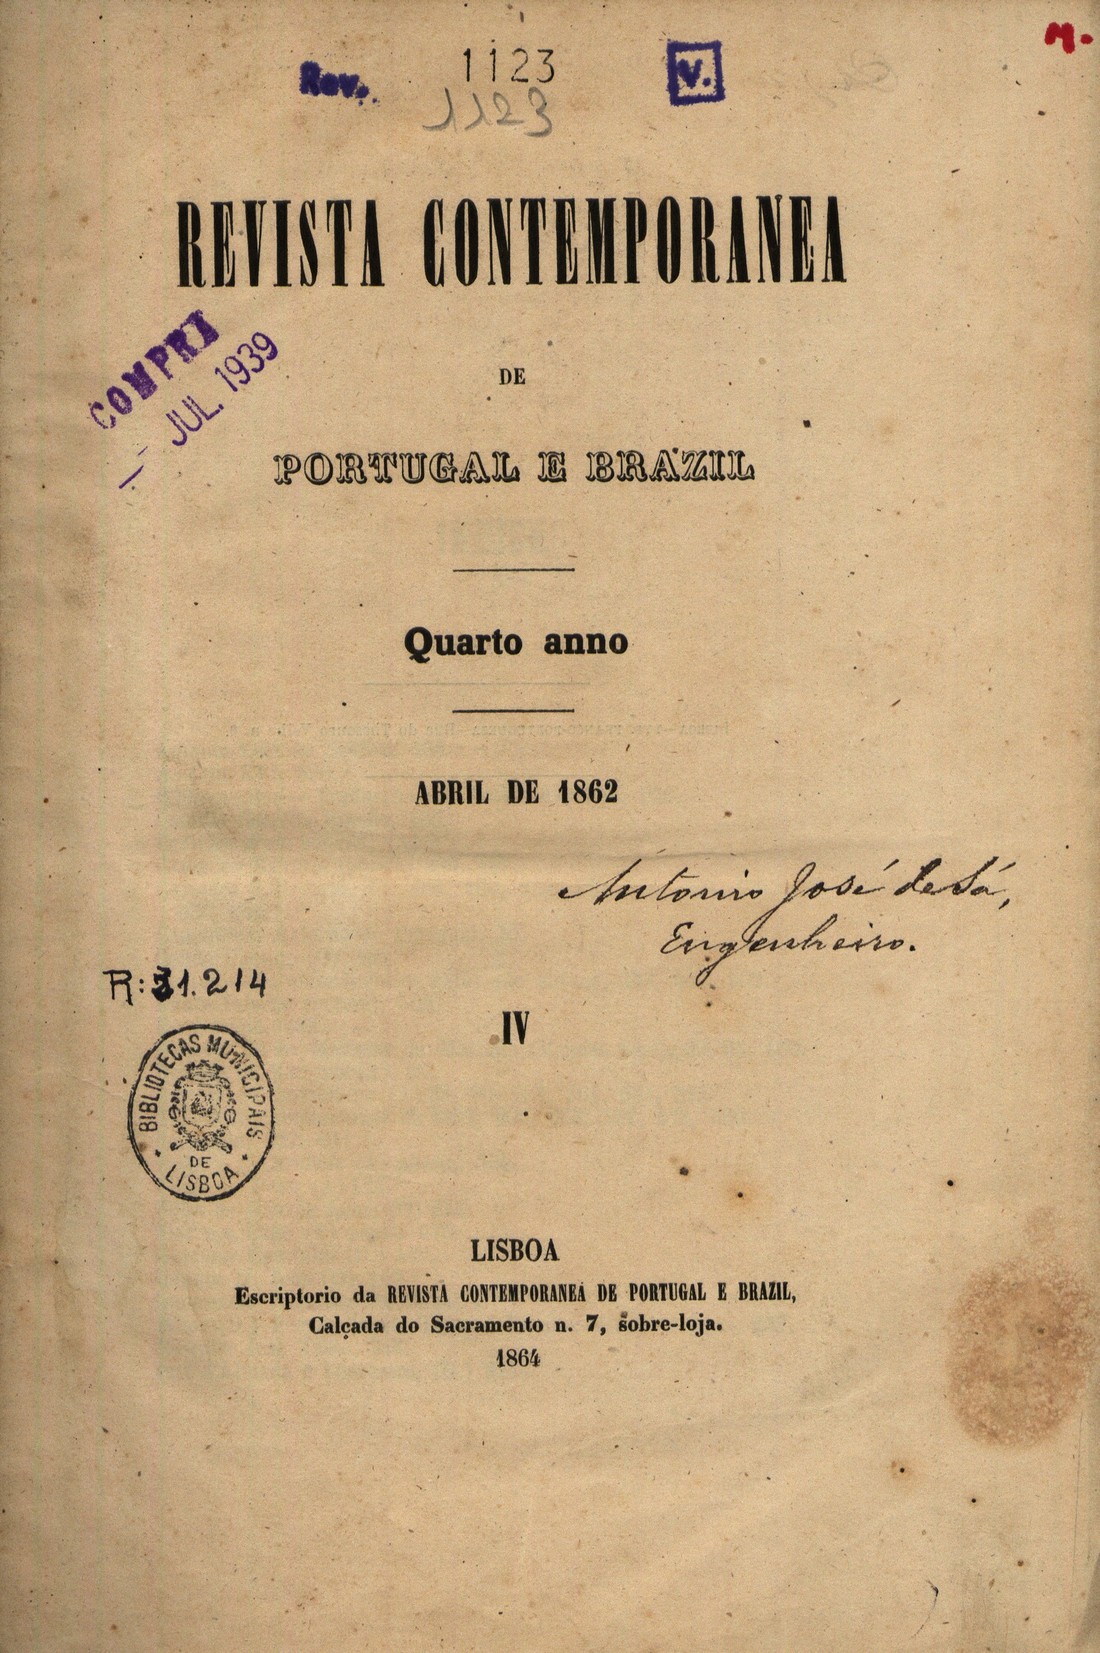 M.
Rev.
1123
V.
1123
REVISTA CONTEMPORANEA
COMPRA
- JUL. 1939
DE
PORTUGAL E BRAZIL
Quarto anno
ABRIL DE 1862
Antonio José de Sá,
Engenheiro.
R: 31.214
IV
BIBLIOTECAS MUNICIPAIS
DE
LISBOA
LISBOA
Escriptorio da REVISTA CONTEMPORANEA DE PORTUGAL E BRAZIL,
Calçada do Sacramento n. 7, sobre-loja.
1864